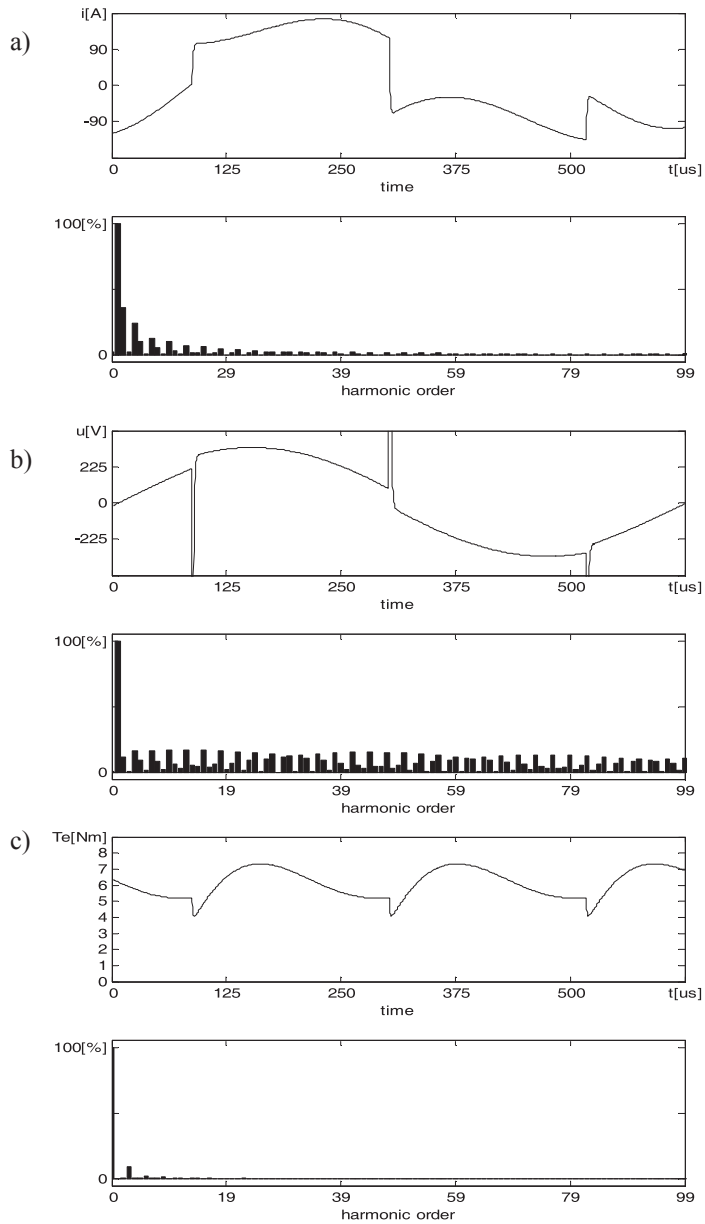 a)
i[A]
90
0
-90
0 125 250 375 500 t[us]
time
100[%]
0
0 29 39 59 79 99
harmonic order
b)
u[V]
225
0
-225
0 125 250 375 500 t[us]
time
100[%]
0
0 19 39 59 79 99
harmonic order
c)
Te[Nm]
8
7
6
5
4
3
2
1
0
0 125 250 375 500 t[us]
time
100[%]
0
0 19 39 59 79 99
harmonic order